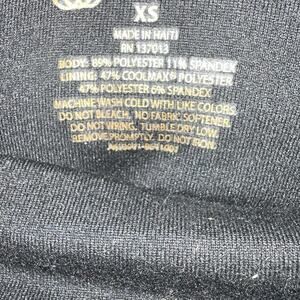 XS
MADE IN HAITI
RN 137013
BODY: 89% POLYESTER 11% SPANDEX
LINING: 47% COOLMAX® POLYESTER
47% POLYESTER 6% SPANDEX
MACHINE WASH COLD WITH LIKE COLORS.
DO NOT BLEACH. NO FABRIC SOFTENER.
DO NOT WRING. TUMBLE DRY LOW.
REMOVE PROMPTLY. DO NOT IRON.